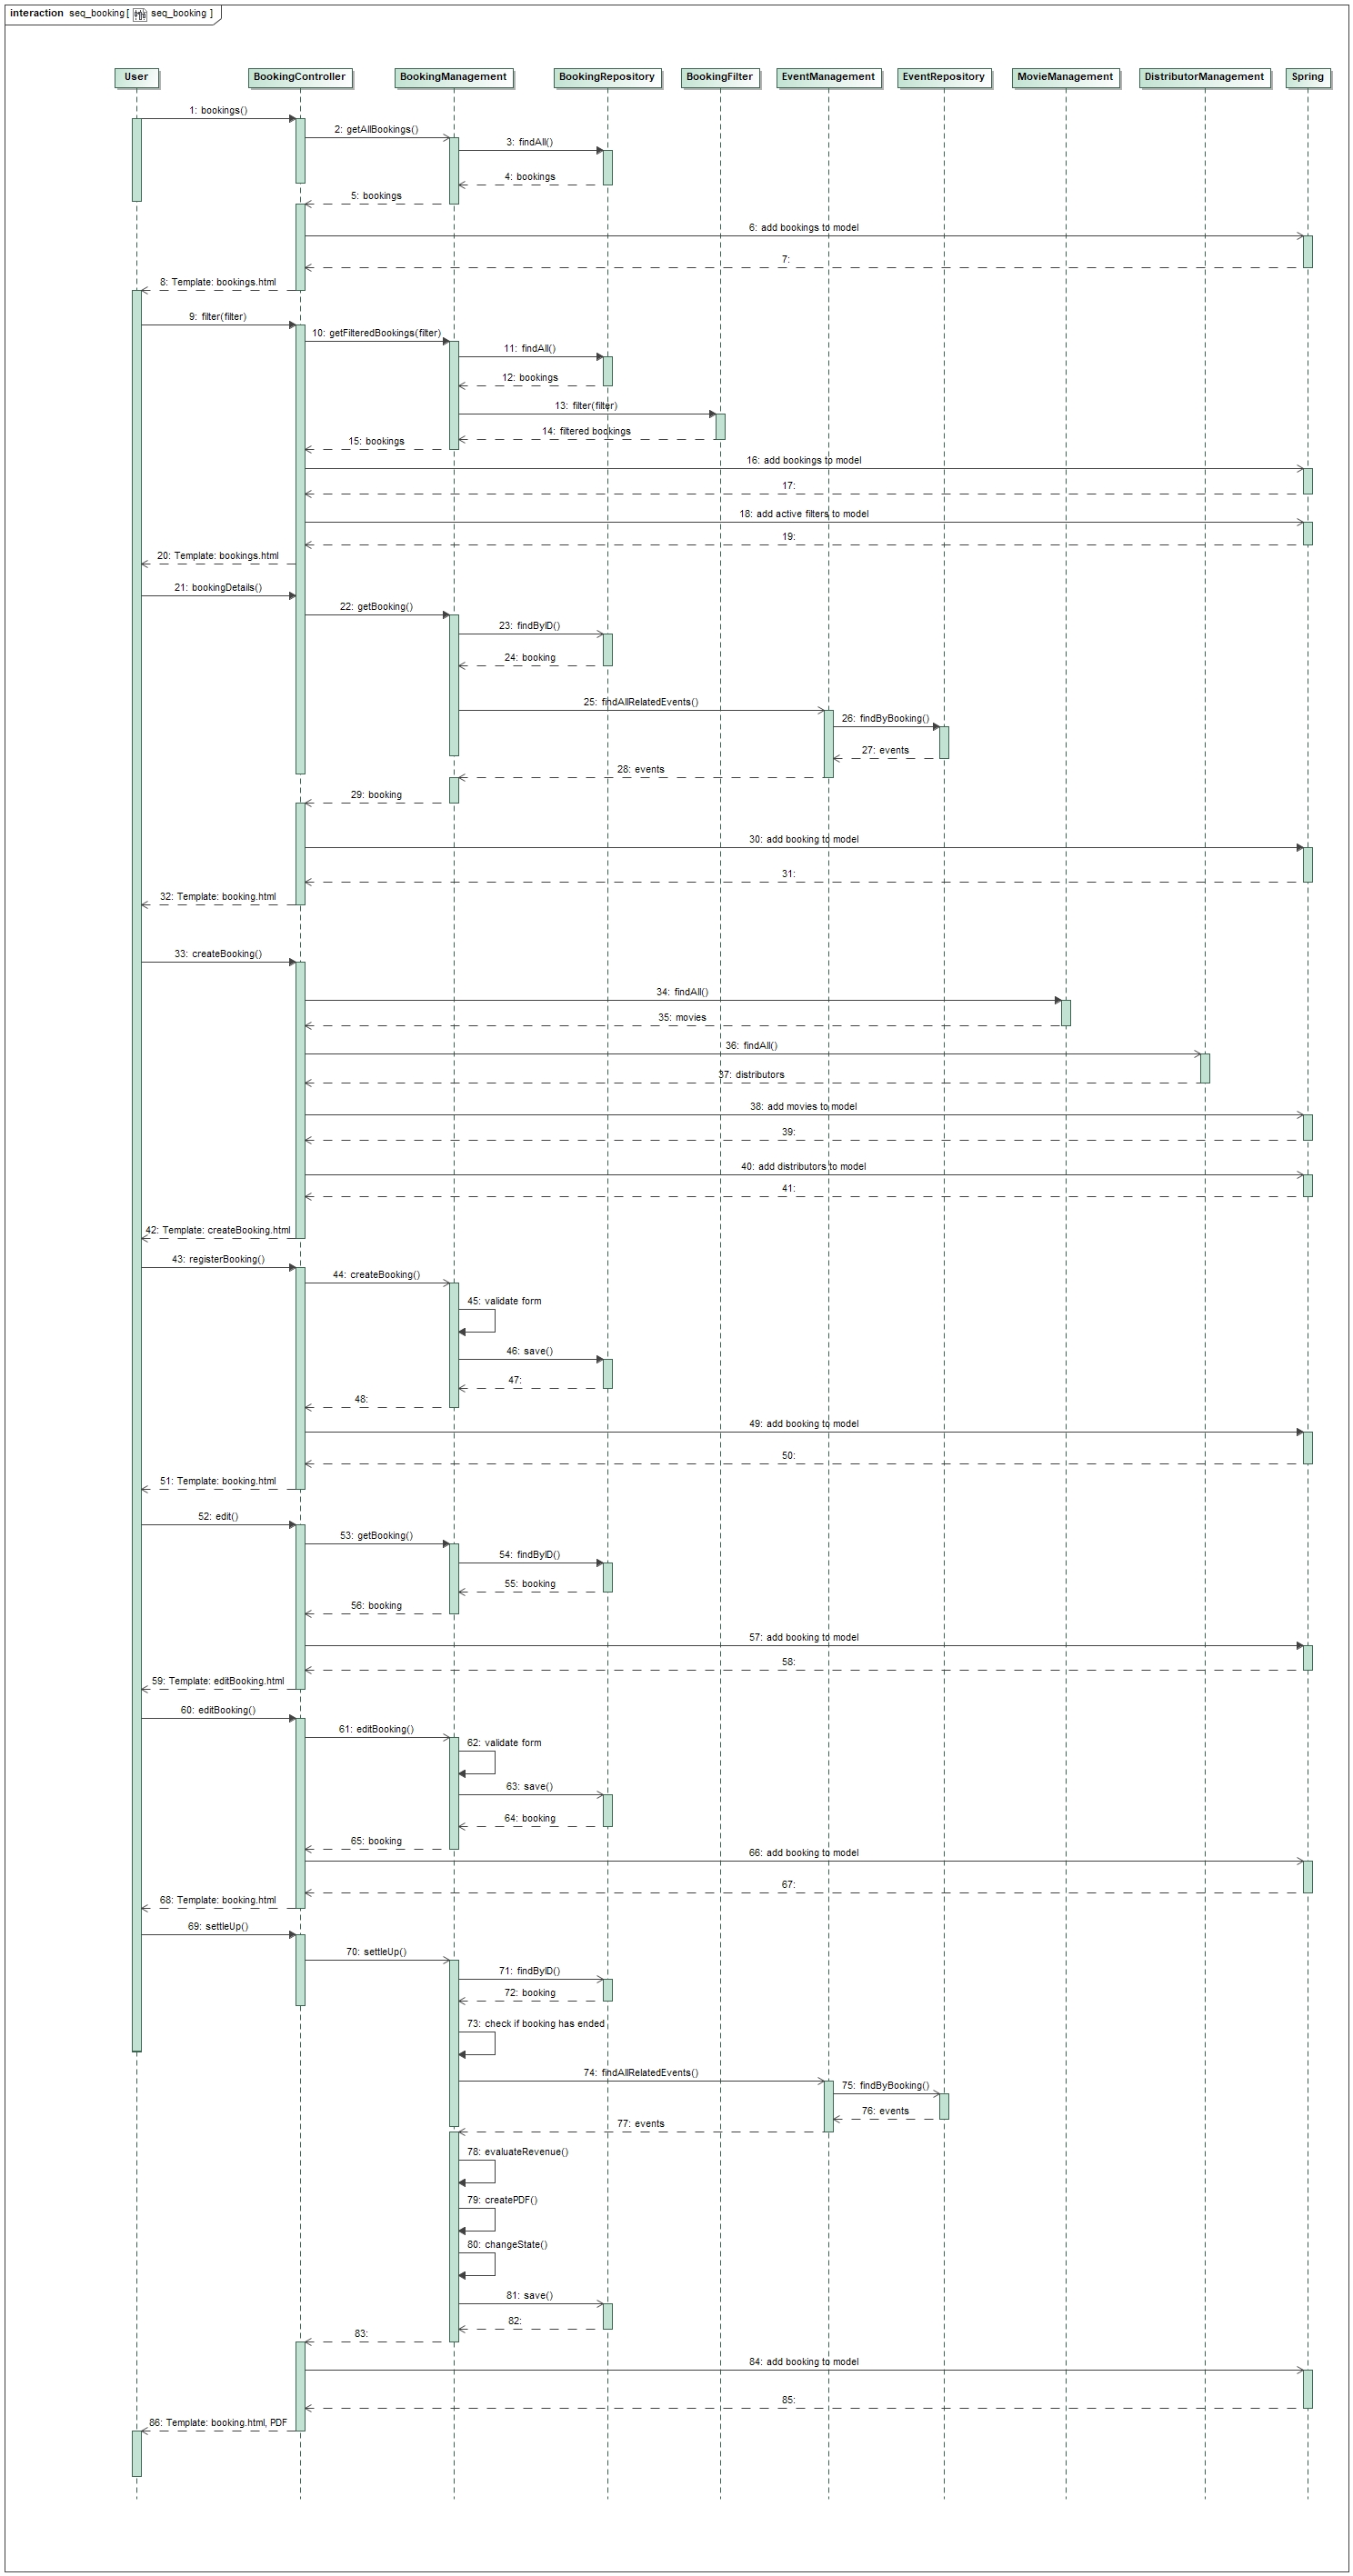 interaction seq_booking [ seq_booking ]
User BookingController BookingManagement BookingRepository BookingFilter EventManagement EventRepository MovieManagement DistributorManagement Spring
1: bookings()
2: getAllBookings()
3: findAll()
4: bookings
5: bookings
6: add bookings to model
7:
8: Template: bookings.html
9: filter(filter)
10: getFilteredBookings(filter)
11: findAll()
12: bookings
13: filter(filter)
14: filtered bookings
15: bookings
16: add bookings to model
17:
18: add active filters to model
19:
20: Template: bookings.html
21: bookingDetails()
22: getBooking()
23: findByID()
24: booking
25: findAllRelatedEvents()
26: findByBooking()
27: events
28: events
29: booking
30: add booking to model
31:
32: Template: booking.html
33: createBooking()
34: findAll()
35: movies
36: findAll()
37: distributors
38: add movies to model
39:
40: add distributors to model
41:
42: Template: createBooking.html
43: registerBooking()
44: createBooking()
45: validate form
46: save()
47:
48:
49: add booking to model
50:
51: Template: booking.html
52: edit()
53: getBooking()
54: findByID()
55: booking
56: booking
57: add booking to model
58:
59: Template: editBooking.html
60: editBooking()
61: editBooking()
62: validate form
63: save()
64: booking
65: booking
66: add booking to model
67:
68: Template: booking.html
69: settleUp()
70: settleUp()
71: findByID()
72: booking
73: check if booking has ended
74: findAllRelatedEvents()
75: findByBooking()
76: events
77: events
78: evaluateRevenue()
79: createPDF()
80: changeState()
81: save()
82:
83:
84: add booking to model
85:
86: Template: booking.html, PDF